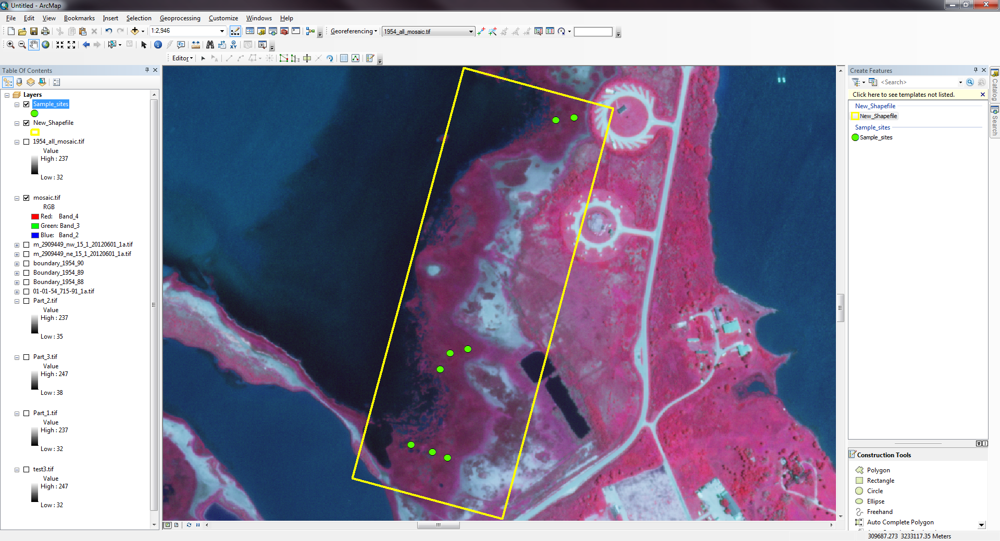 Untitled - ArcMap
File Edit View Bookmarks Insert Selection Geoprocessing Customize Windows Help
1:2,946 Georeferencing 1954_all_mosaic.tif
Editor
Table Of Contents
Layers
Sample_sites
New_Shapefile
1954_all_mosaic.tif
Value
High : 237
Low : 32
mosaic.tif
RGB
Red: Band_4
Green: Band_3
Blue: Band_2
m_2909449_nw_15_1_20120601_1a.tif
m_2909449_ne_15_1_20120601_1a.tif
boundary_1954_90
Boundary_1954_89
Boundary_1954_88
01-01-54_715-91_1a.tif
Part_2.tif
Value
High : 237
Low : 35
Part_3.tif
Value
High : 247
Low : 38
Part_1.tif
Value
High : 237
Low : 32
test3.tif
Value
High : 247
Low : 32
Create Features
<Search>
Click here to see templates not listed.
New_Shapefile
New_Shapefile
Sample_sites
Sample_sites
Construction Tools
Polygon
Rectangle
Circle
Ellipse
Freehand
Auto Complete Polygon
Catalog
Search
309687.273 3233117.35 Meters